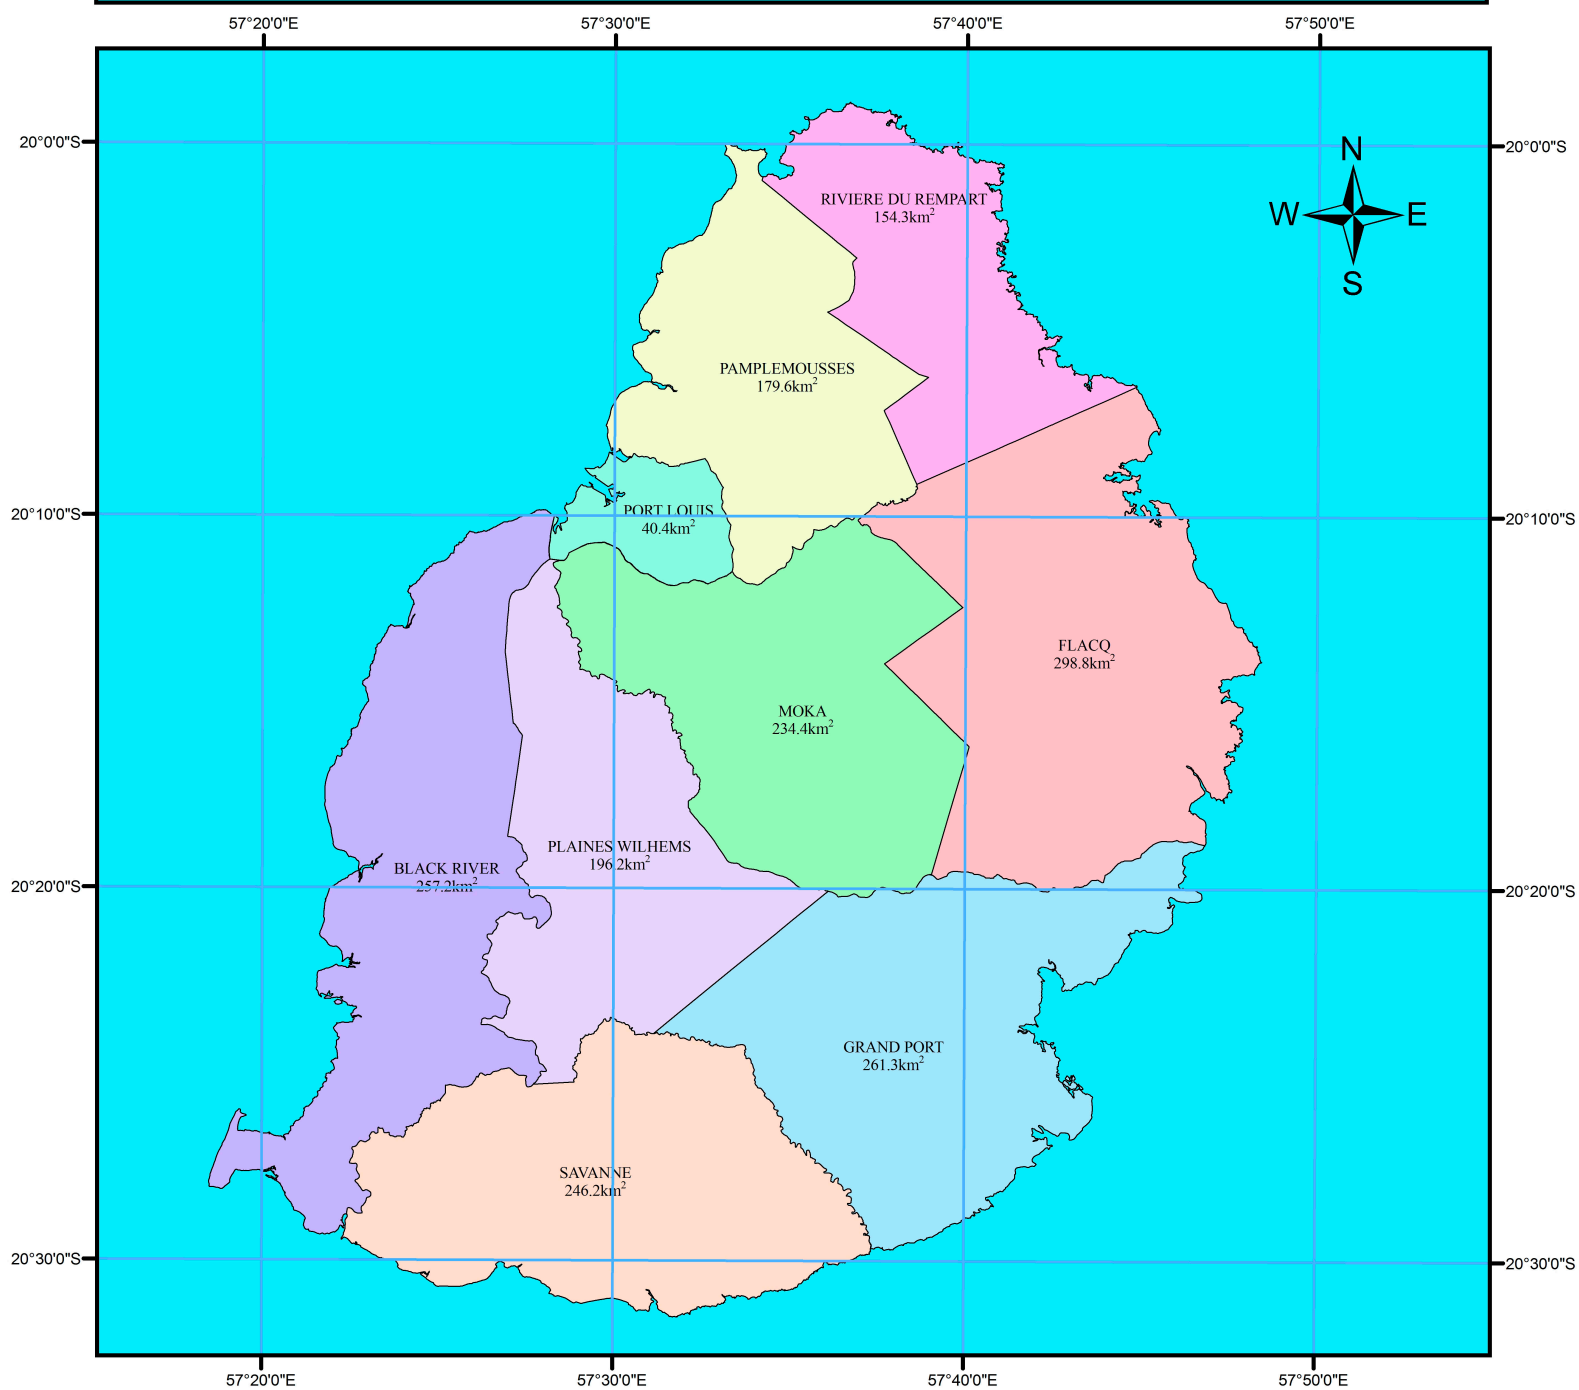 57°20'0"E 57°30'0"E 57°40'0"E 57°50'0"E
20°0'0"S 20°0'0"S
N
W E
S
RIVIERE DU REMPART
154.3km²
PAMPLEMOUSSES
179.6km²
20°10'0"S 20°10'0"S
PORT LOUIS
40.4km²
FLACQ
298.8km²
MOKA
234.4km²
PLAINES WILHEMS
196.2km²
BLACK RIVER
257.2km²
20°20'0"S 20°20'0"S
GRAND PORT
261.3km²
SAVANNE
246.2km²
20°30'0"S 20°30'0"S
57°20'0"E 57°30'0"E 57°40'0"E 57°50'0"E